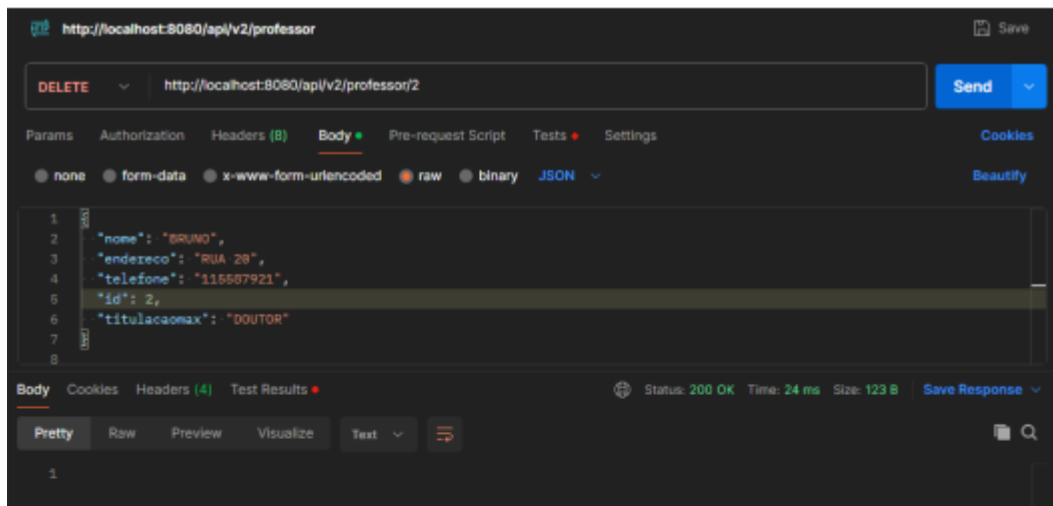 http://localhost:8080/api/v2/professor Save
DELETE http://localhost:8080/api/v2/professor/2 Send
Params Authorization Headers (8) Body Pre-request Script Tests Settings Cookies
none form-data x-www-form-urlencoded raw binary JSON Beautify
1 {
2 "nome": "BRUNO",
3 "endereco": "RUA 20",
4 "telefone": "115587921",
5 "id": 2,
6 "titulacaomax": "DOUTOR"
7 }
8
Body Cookies Headers (4) Test Results Status: 200 OK Time: 24 ms Size: 123 B Save Response
Pretty Raw Preview Visualize Text
1